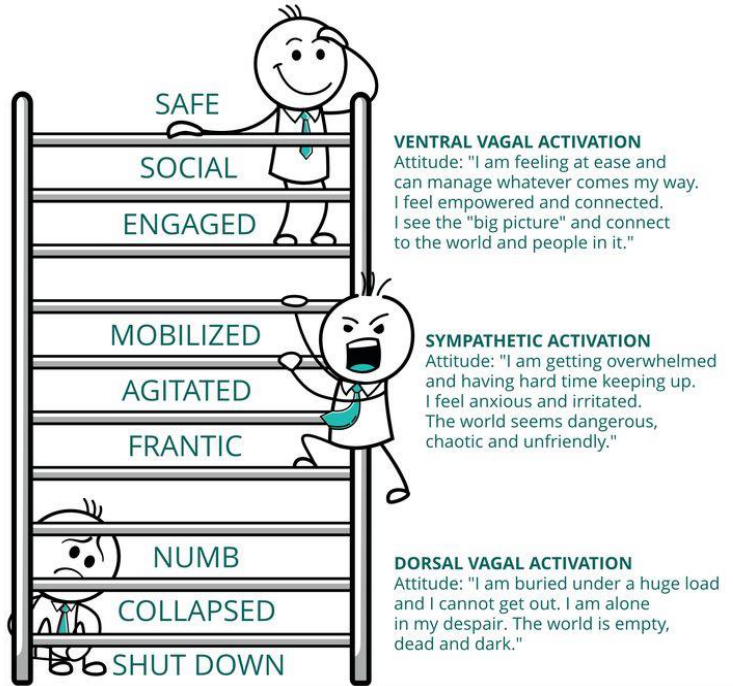 SAFE
SOCIAL
ENGAGED
VENTRAL VAGAL ACTIVATION
Attitude: "I am feeling at ease and
can manage whatever comes my way.
I feel empowered and connected.
I see the "big picture" and connect
to the world and people in it."
MOBILIZED
AGITATED
FRANTIC
SYMPATHETIC ACTIVATION
Attitude: "I am getting overwhelmed
and having hard time keeping up.
I feel anxious and irritated.
The world seems dangerous,
chaotic and unfriendly."
NUMB
COLLAPSED
SHUT DOWN
DORSAL VAGAL ACTIVATION
Attitude: "I am buried under a huge load
and I cannot get out. I am alone
in my despair. The world is empty,
dead and dark."